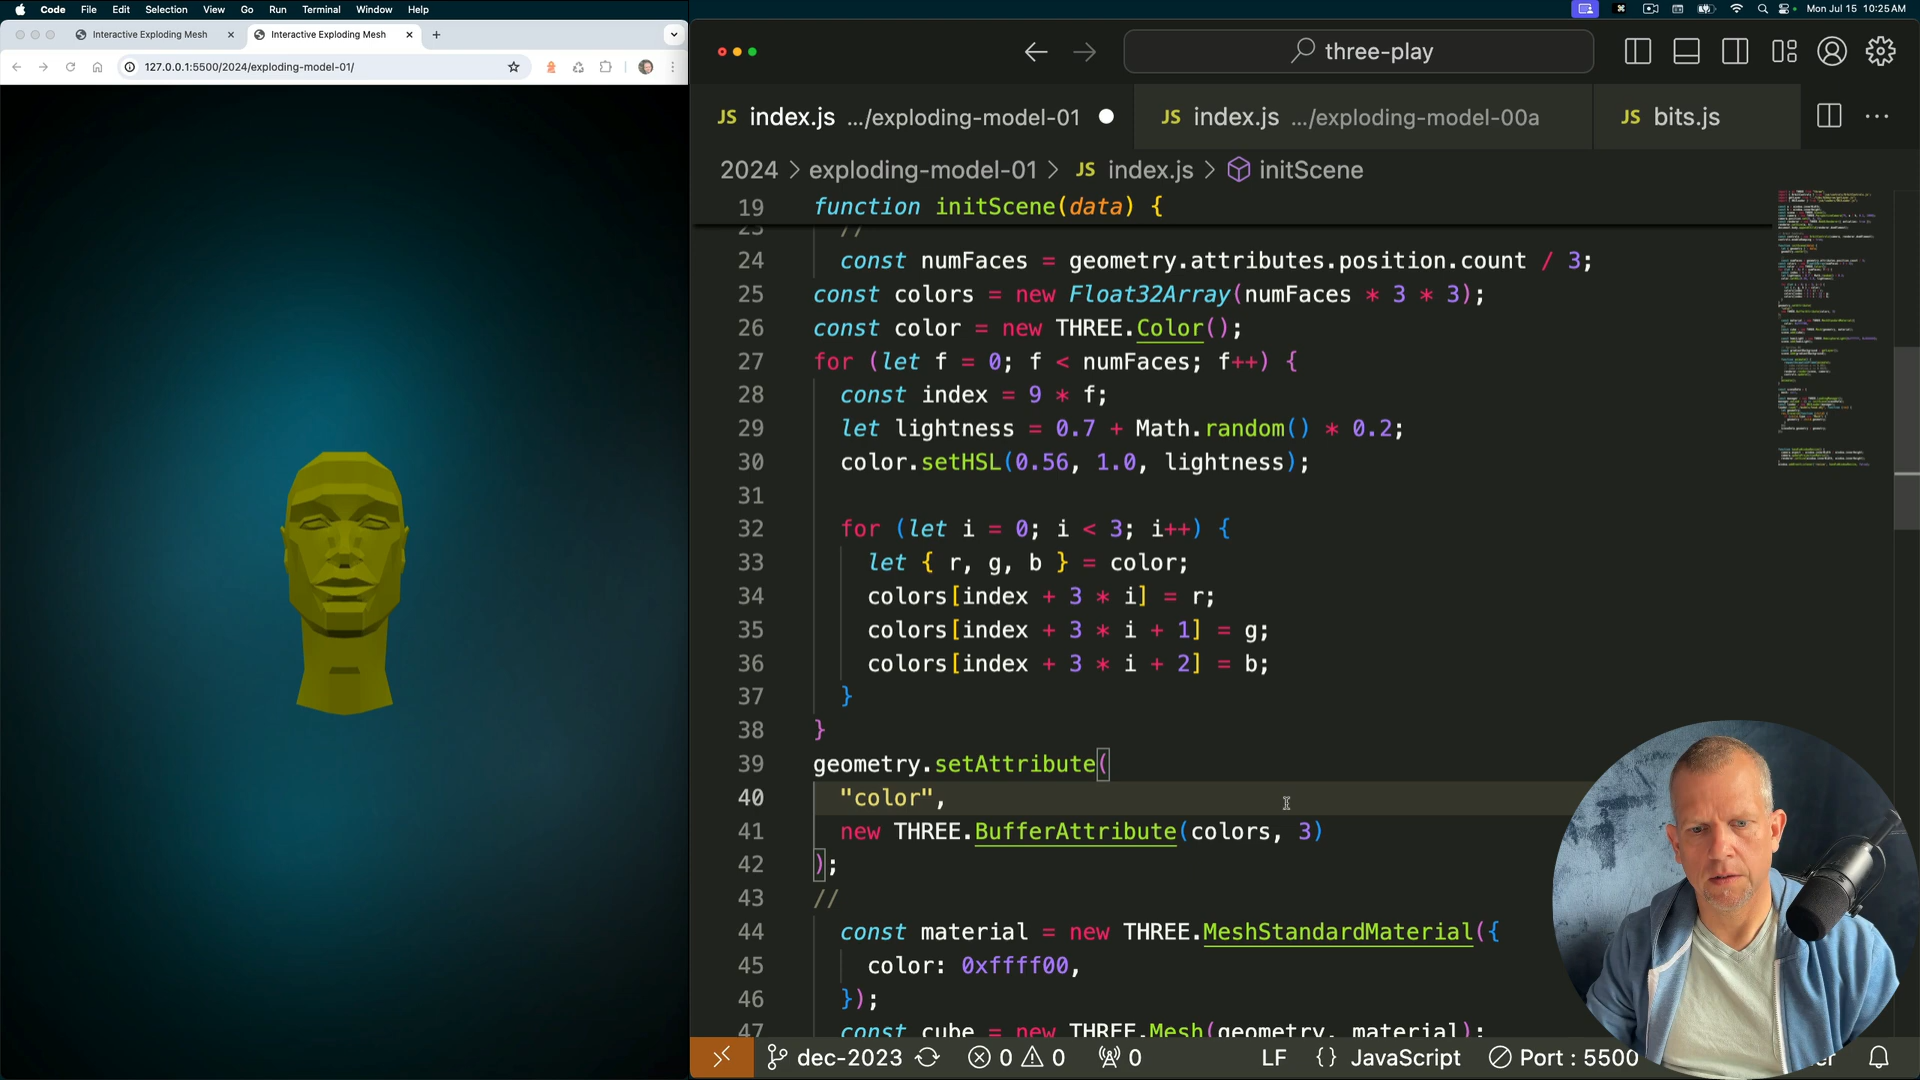 Code File Edit Selection View Go Run Terminal Window Help
Mon Jul 15 10:25 AM
Interactive Exploding Mesh
Interactive Exploding Mesh
127.0.0.1:5500/2024/exploding-model-01/
three-play
JS index.js .../exploding-model-01
JS index.js .../exploding-model-00a
JS bits.js
2024 > exploding-model-01 > JS index.js > initScene
19 function initScene(data) {
23 //
24 const numFaces = geometry.attributes.position.count / 3;
25 const colors = new Float32Array(numFaces * 3 * 3);
26 const color = new THREE.Color();
27 for (let f = 0; f < numFaces; f++) {
28 const index = 9 * f;
29 let lightness = 0.7 + Math.random() * 0.2;
30 color.setHSL(0.56, 1.0, lightness);
31
32 for (let i = 0; i < 3; i++) {
33 let { r, g, b } = color;
34 colors[index + 3 * i] = r;
35 colors[index + 3 * i + 1] = g;
36 colors[index + 3 * i + 2] = b;
37 }
38 }
39 geometry.setAttribute(
40 "color",
41 new THREE.BufferAttribute(colors, 3)
42 );
43 //
44 const material = new THREE.MeshStandardMaterial({
45 color: 0xffff00,
46 });
47 const cube = new THREE.Mesh(geometry, material);
dec-2023 0 0 0 LF {} JavaScript Port : 5500